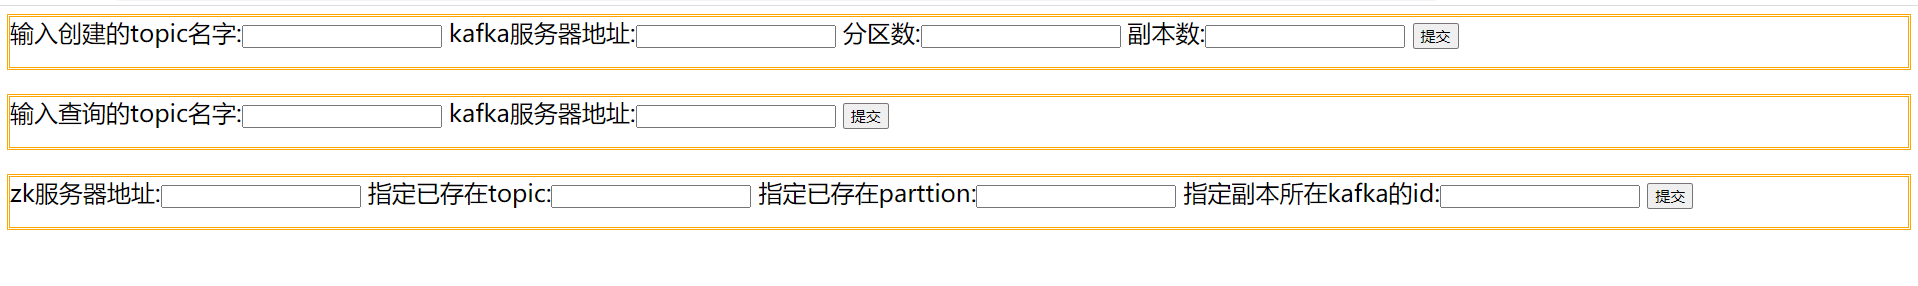 输入创建的topic名字: kafka服务器地址: 分区数: 副本数: 提交
输入查询的topic名字: kafka服务器地址: 提交
zk服务器地址: 指定已存在topic: 指定已存在parttion: 指定副本所在kafka的id: 提交